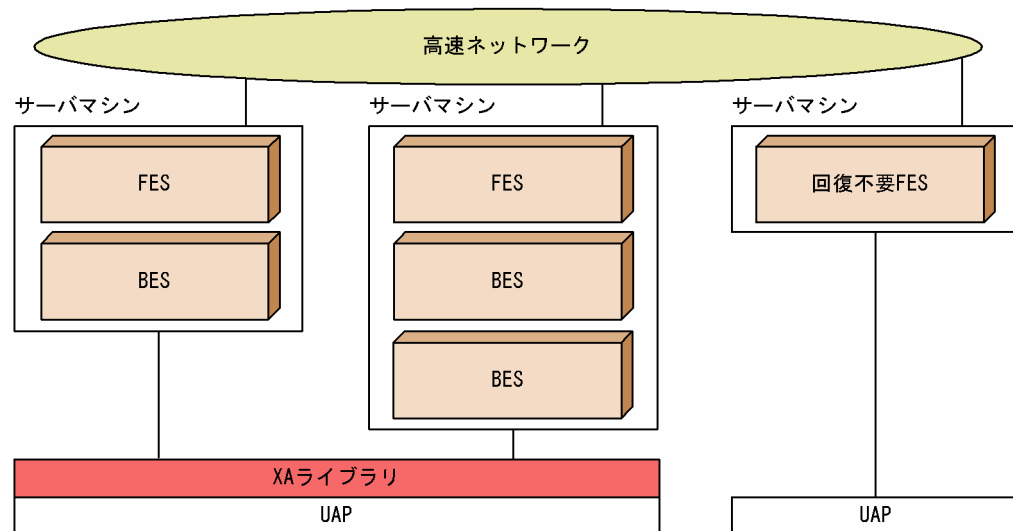 高速ネットワーク
サーバマシン
サーバマシン
サーバマシン
FES
FES
回復不要FES
BES
BES
BES
XAライブラリ
UAP
UAP